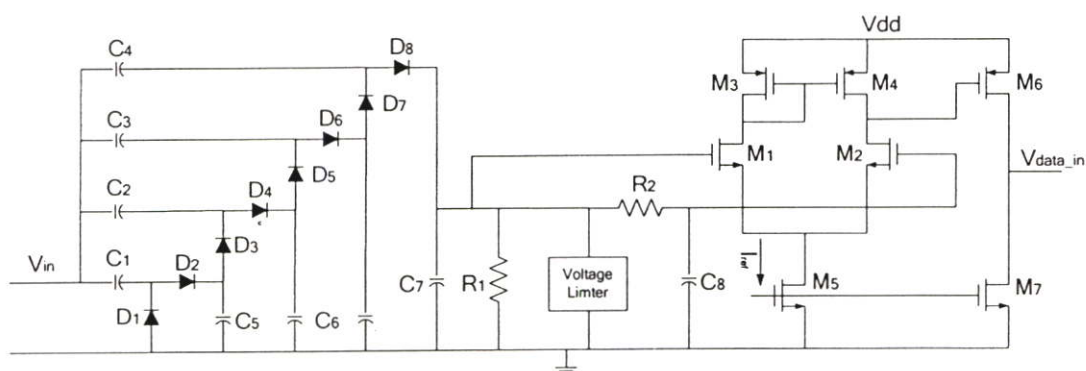 Vdd
C4
D8
M3
M4
M6
D7
C3
D6
M1
M2
Vdata_in
D5
C2
D4
R2
D3
Vin
C1
D2
Iref
C7
R1
Voltage
Limter
C8
M5
M7
D1
C5
C6